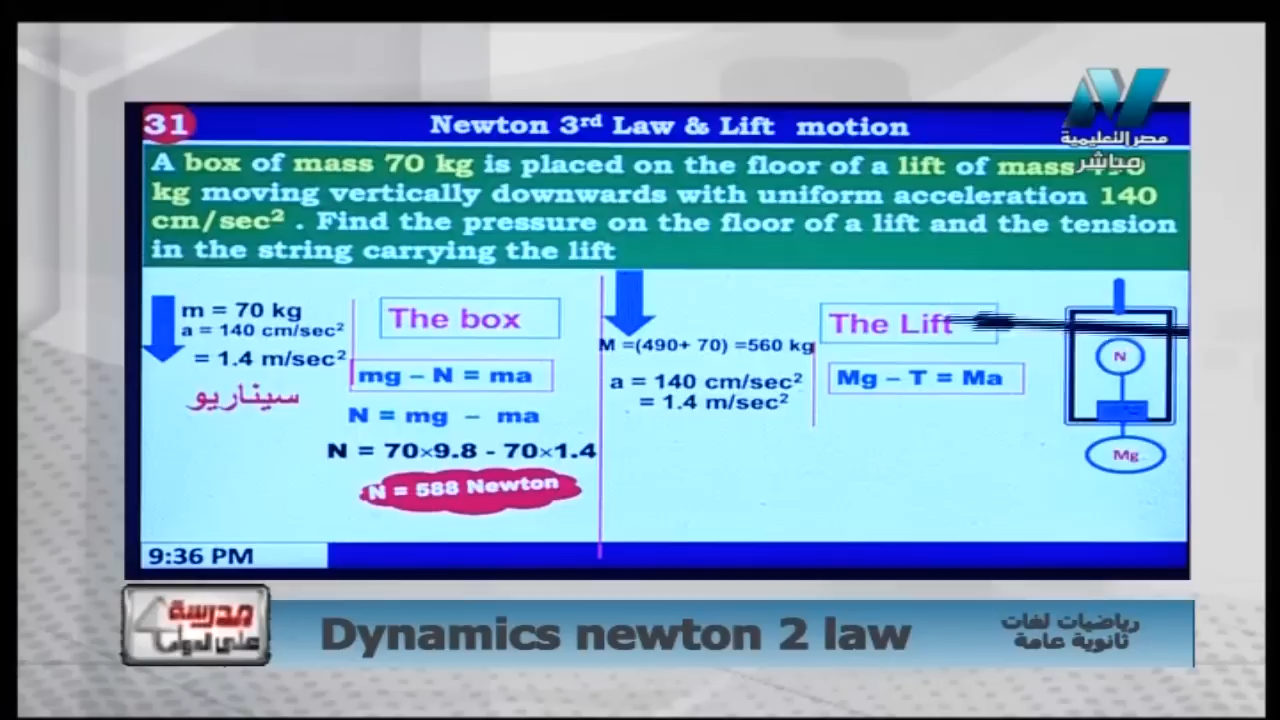 31
Newton 3rd Law & Lift motion
مصر التعليمية
مباشر
A box of mass 70 kg is placed on the floor of a lift of mass
kg moving vertically downwards with uniform acceleration 140
cm/sec² . Find the pressure on the floor of a lift and the tension
in the string carrying the lift
m = 70 kg
a = 140 cm/sec²
= 1.4 m/sec²
سيناريو
The box
mg – N = ma
N = mg – ma
N = 70×9.8 - 70×1.4
N = 588 Newton
M =(490+ 70) =560 kg
a = 140 cm/sec²
= 1.4 m/sec²
The Lift
Mg – T = Ma
N
Mg
9:36 PM
مدرسة
على الهواء
Dynamics newton 2 law
رياضيات لغات
ثانوية عامة